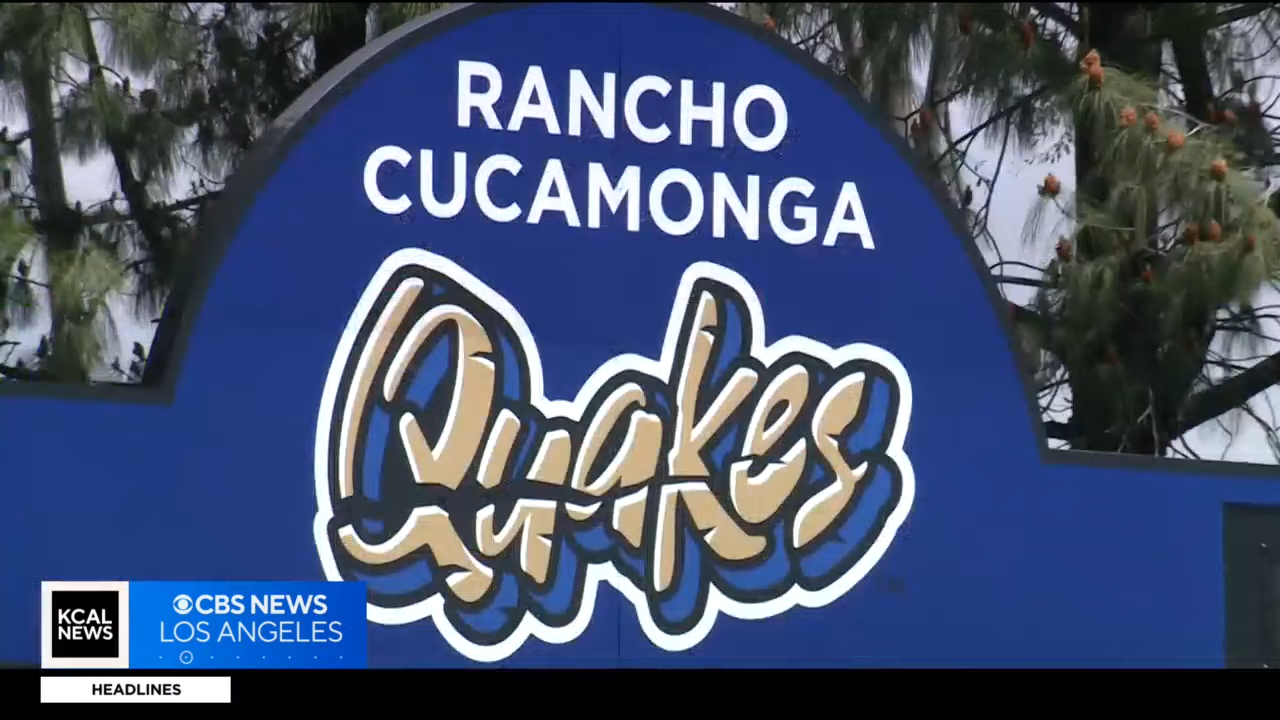 RANCHO
CUCAMONGA
Quakes
KCAL
NEWS
CBS NEWS
LOS ANGELES
HEADLINES